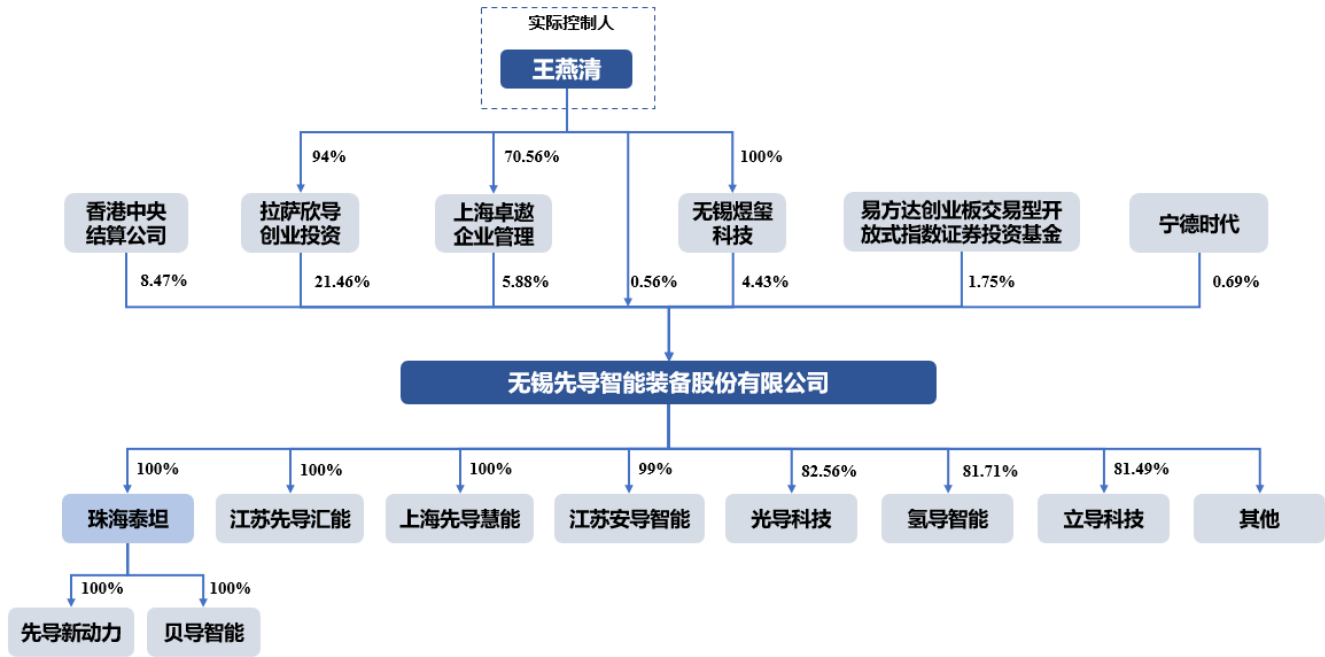 实际控制人
王燕清
94%
70.56%
100%
香港中央
结算公司
拉萨欣导
创业投资
上海卓遨
企业管理
无锡煜玺
科技
易方达创业板交易型开
放式指数证券投资基金
宁德时代
8.47%
21.46%
5.88%
0.56%
4.43%
1.75%
0.69%
无锡先导智能装备股份有限公司
100%
100%
100%
99%
82.56%
81.71%
81.49%
珠海泰坦
江苏先导汇能
上海先导慧能
江苏安导智能
光导科技
氢导智能
立导科技
其他
100%
100%
先导新动力
贝导智能